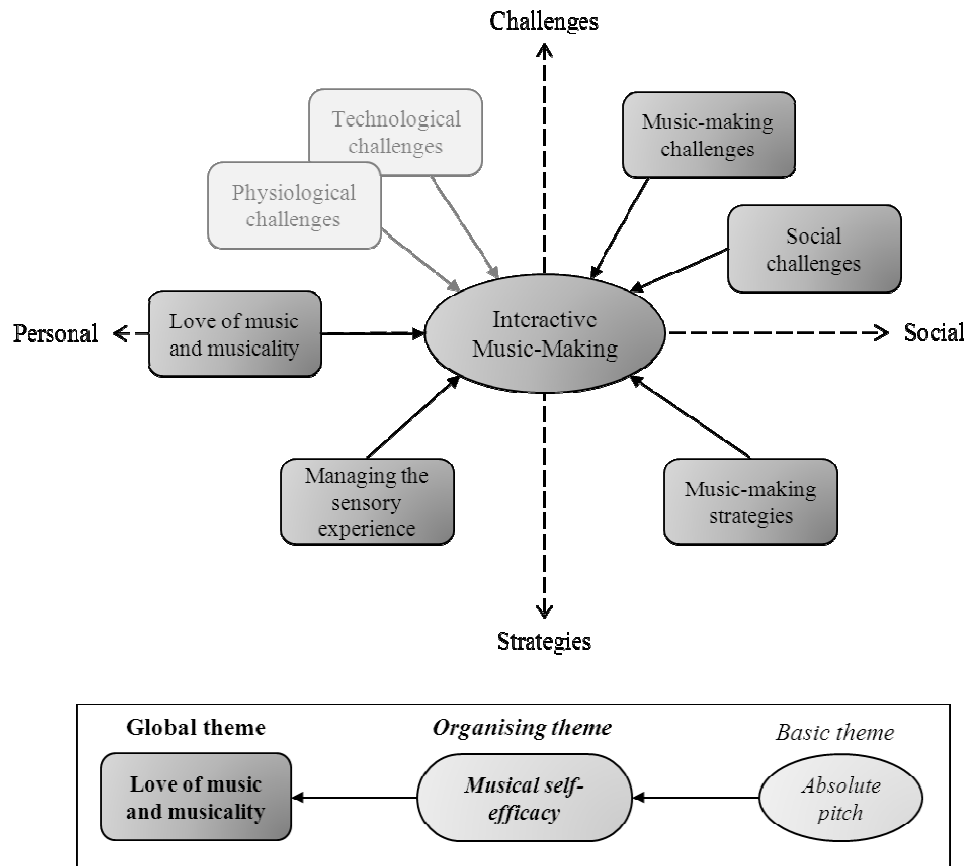 Challenges
Technological
challenges
Physiological
challenges
Music-making
challenges
Social
challenges
Personal
Love of music
and musicality
Interactive
Music-Making
Social
Managing the
sensory
experience
Music-making
strategies
Strategies
Global theme
Organising theme
Basic theme
Love of music
and musicality
Musical self-
efficacy
Absolute
pitch